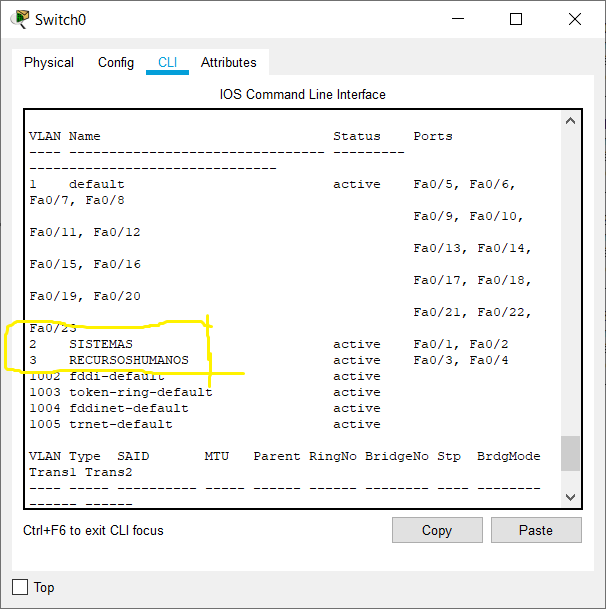 Switch0
Physical Config CLI Attributes
IOS Command Line Interface
VLAN Name Status Ports
---- -------------------------------- ---------
-------------------------------
1 default active Fa0/5, Fa0/6,
Fa0/7, Fa0/8
Fa0/9, Fa0/10,
Fa0/11, Fa0/12
Fa0/13, Fa0/14,
Fa0/15, Fa0/16
Fa0/17, Fa0/18,
Fa0/19, Fa0/20
Fa0/21, Fa0/22,
Fa0/23
2 SISTEMAS active Fa0/1, Fa0/2
3 RECURSOSHUMANOS active Fa0/3, Fa0/4
1002 fddi-default active
1003 token-ring-default active
1004 fddinet-default active
1005 trnet-default active
VLAN Type SAID MTU Parent RingNo BridgeNo Stp BrdgMode
Trans1 Trans2
---- ----- ---------- ----- ------ ------ -------- ---- --------
------ ------
Ctrl+F6 to exit CLI focus
Copy Paste
Top